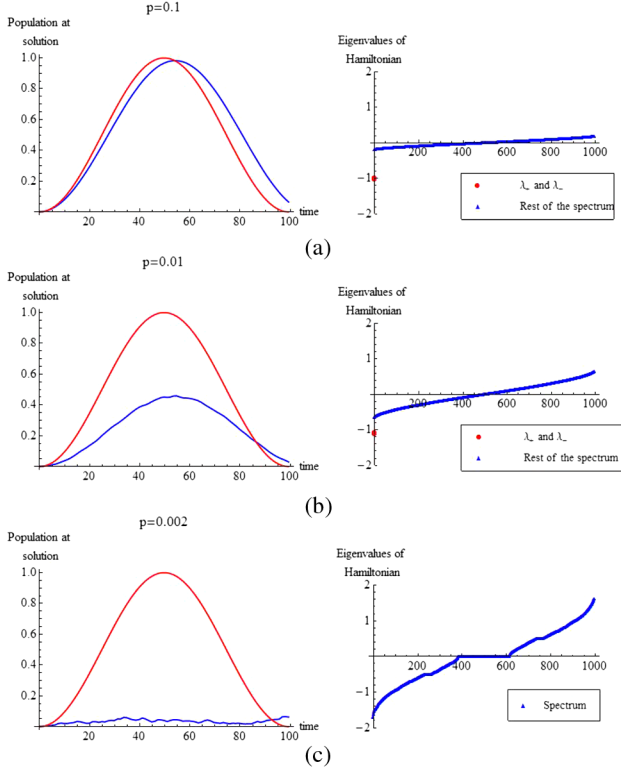 p=0.1
Population at
solution
1.0
0.8
0.6
0.4
0.2
20
40
60
80
100
time
Eigenvalues of
Hamiltonian
2
1
200
400
600
800
1000
−1
−2
λ₋ and λ₋
Rest of the spectrum
(a)
p=0.01
Population at
solution
1.0
0.8
0.6
0.4
0.2
20
40
60
80
100
time
Eigenvalues of
Hamiltonian
2
1
200
400
600
800
1000
−1
−2
λ₋ and λ₋
Rest of the spectrum
(b)
p=0.002
Population at
solution
1.0
0.8
0.6
0.4
0.2
20
40
60
80
100
time
Eigenvalues of
Hamiltonian
2
1
200
400
600
800
1000
−1
−2
Spectrum
(c)